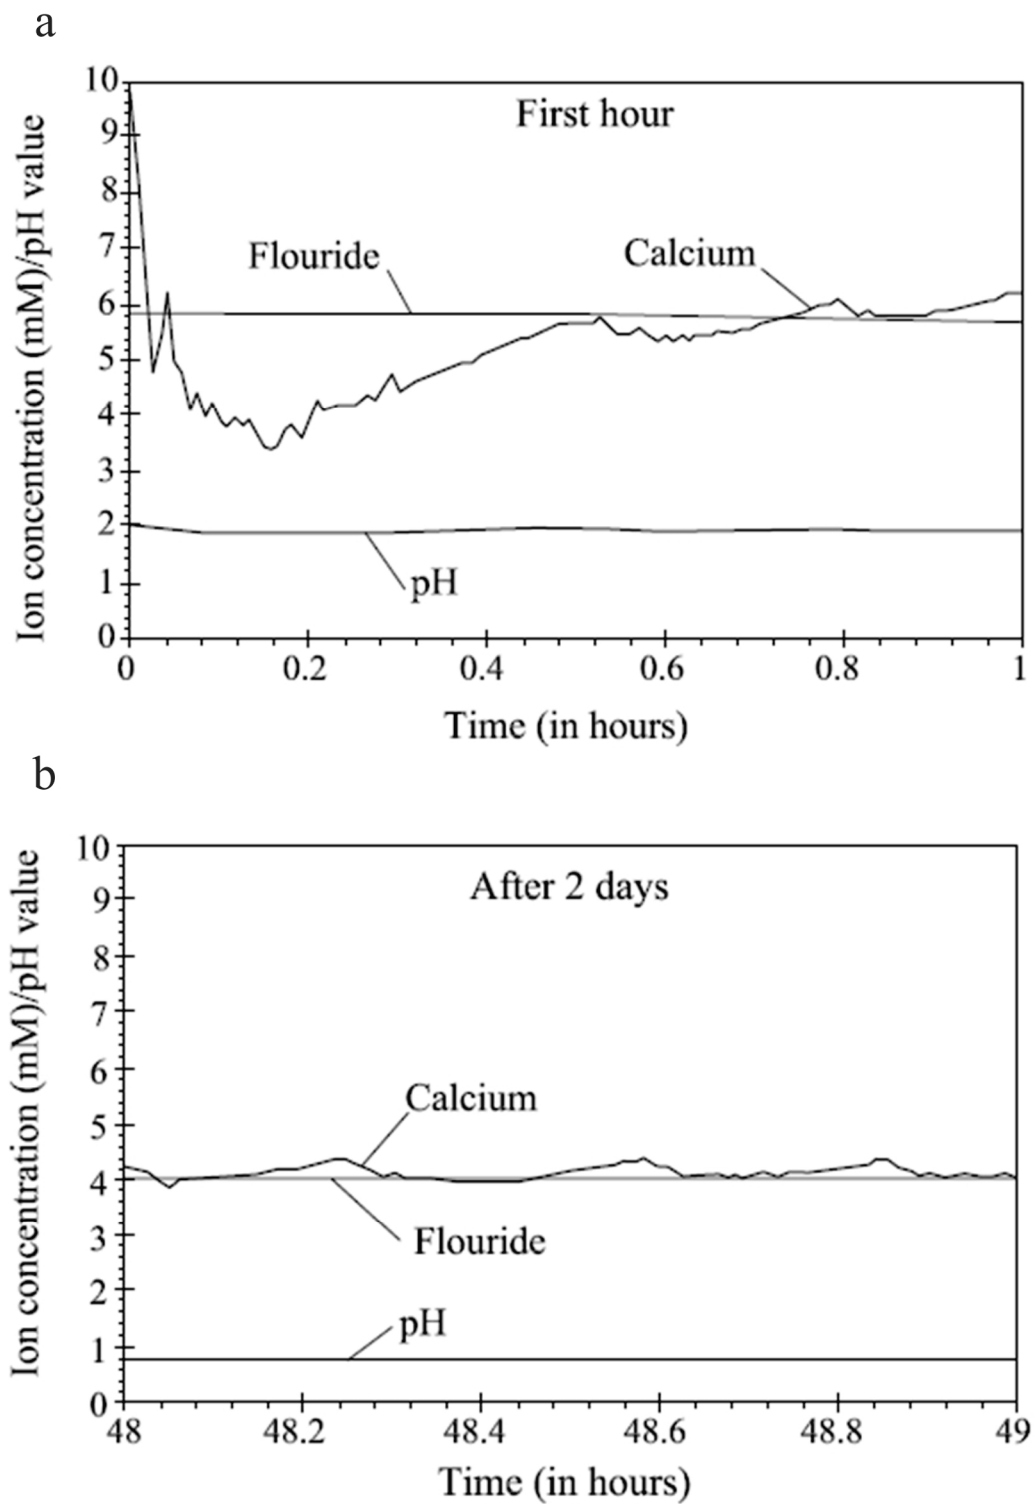 a
10
9
8
7
6
5
4
3
2
1
0
Ion concentration (mM)/pH value
First hour
Flouride
Calcium
pH
0 0.2 0.4 0.6 0.8 1
Time (in hours)
b
10
9
8
7
6
5
4
3
2
1
0
Ion concentration (mM)/pH value
After 2 days
Calcium
Flouride
pH
48 48.2 48.4 48.6 48.8 49
Time (in hours)